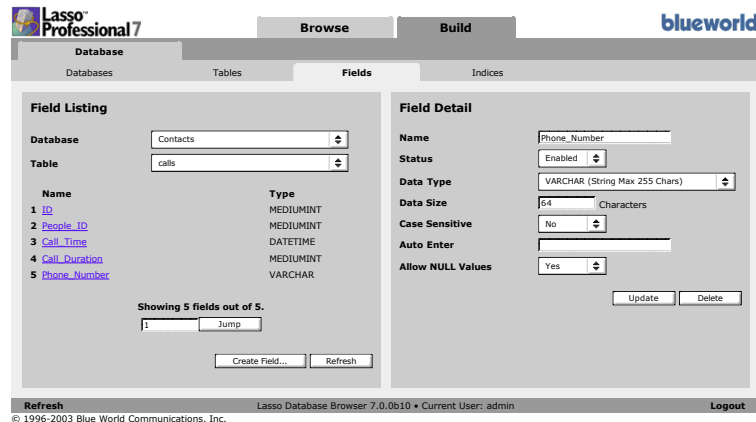 Lasso™
Professional 7
Browse
Build
blueworld
Database
Databases
Tables
Fields
Indices
Field Listing
Database
Contacts
Table
calls
Name Type
1 ID MEDIUMINT
2 People_ID MEDIUMINT
3 Call_Time DATETIME
4 Call_Duration MEDIUMINT
5 Phone_Number VARCHAR
Showing 5 fields out of 5.
1 Jump
Create Field... Refresh
Field Detail
Name Phone_Number
Status Enabled
Data Type VARCHAR (String Max 255 Chars)
Data Size 64 Characters
Case Sensitive No
Auto Enter
Allow NULL Values Yes
Update Delete
Refresh Lasso Database Browser 7.0.0b10 • Current User: admin Logout
© 1996-2003 Blue World Communications, Inc.